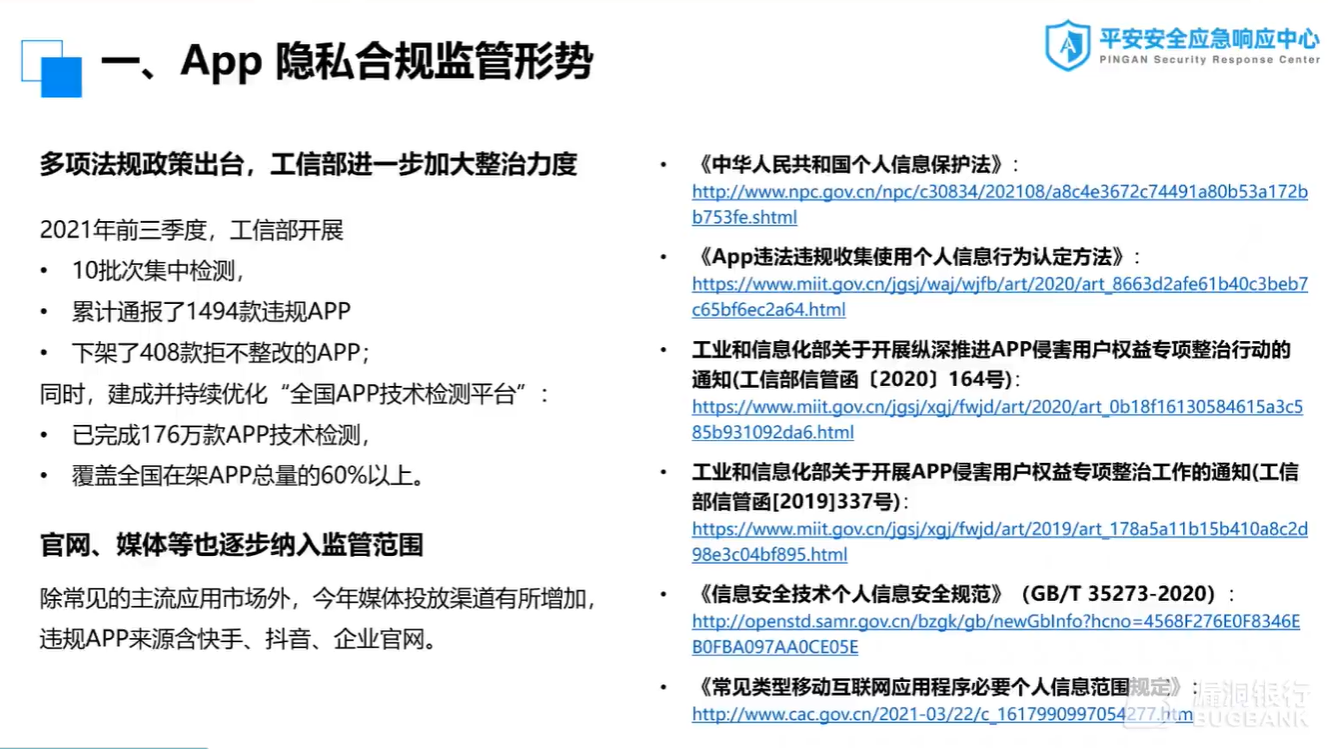 一、App 隐私合规监管形势
平安安全应急响应中心
PINGAN Security Response Center
多项法规政策出台，工信部进一步加大整治力度
2021年前三季度，工信部开展
• 10批次集中检测，
• 累计通报了1494款违规APP
• 下架了408款拒不整改的APP；
同时，建成并持续优化“全国APP技术检测平台”：
• 已完成176万款APP技术检测，
• 覆盖全国在架APP总量的60%以上。
官网、媒体等也逐步纳入监管范围
除常见的主流应用市场外，今年媒体投放渠道有所增加，
违规APP来源含快手、抖音、企业官网。
• 《中华人民共和国个人信息保护法》：
http://www.npc.gov.cn/npc/c30834/202108/a8c4e3672c74491a80b53a172b
b753fe.shtml
• 《App违法违规收集使用个人信息行为认定方法》：
https://www.miit.gov.cn/jgsj/waj/wjfb/art/2020/art_8663d2afe61b40c3beb7
c65bf6ec2a64.html
• 工业和信息化部关于开展纵深推进APP侵害用户权益专项整治行动的
通知(工信部信管函〔2020〕164号)：
https://www.miit.gov.cn/jgsj/xgj/fwjd/art/2020/art_0b18f16130584615a3c5
85b931092da6.html
• 工业和信息化部关于开展APP侵害用户权益专项整治工作的通知(工信
部信管函[2019]337号)：
https://www.miit.gov.cn/jgsj/xgj/fwjd/art/2019/art_178a5a11b15b410a8c2d
98e3c04bf895.html
• 《信息安全技术个人信息安全规范》（GB/T 35273-2020）：
http://openstd.samr.gov.cn/bzgk/gb/newGbInfo?hcno=4568F276E0F8346E
B0FBA097AA0CE05E
• 《常见类型移动互联网应用程序必要个人信息范围规定》：
http://www.cac.gov.cn/2021-03/22/c_1617990997054277.htm
漏洞银行
BUGBANK